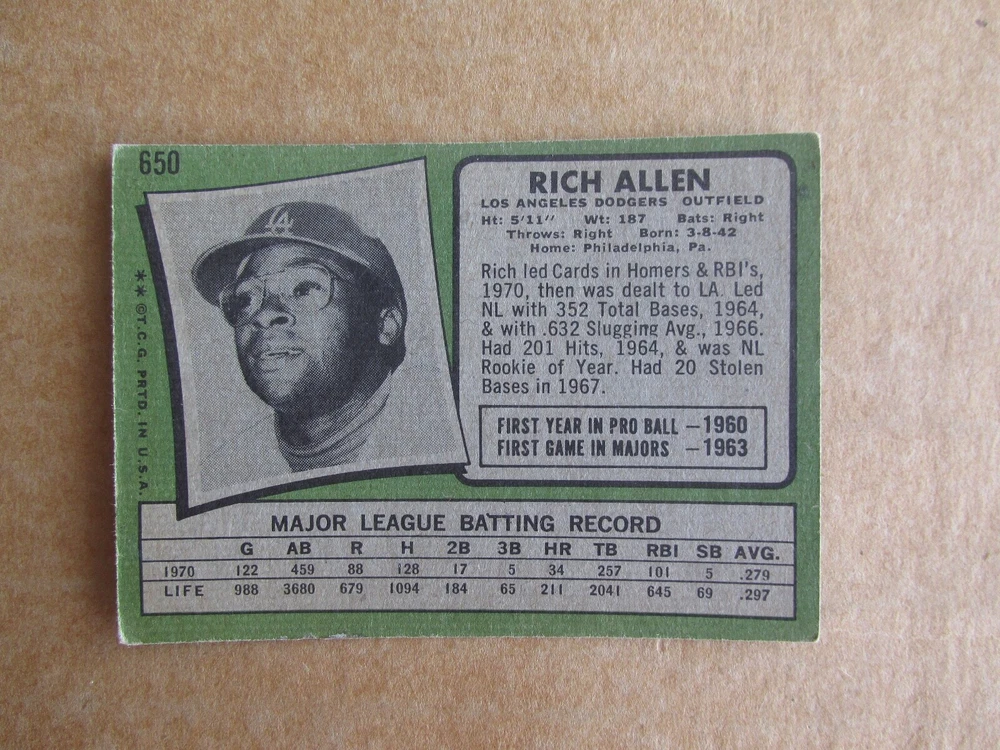 650
LA
** ©T.C.G. PRTD. IN U.S.A.
RICH ALLEN
LOS ANGELES DODGERS OUTFIELD
Ht: 5'11" Wt: 187 Bats: Right
Throws: Right Born: 3-8-42
Home: Philadelphia, Pa.
Rich led Cards in Homers & RBI's,
1970, then was dealt to LA. Led
NL with 352 Total Bases, 1964,
& with .632 Slugging Avg., 1966.
Had 201 Hits, 1964, & was NL
Rookie of Year. Had 20 Stolen
Bases in 1967.
FIRST YEAR IN PRO BALL – 1960
FIRST GAME IN MAJORS – 1963
MAJOR LEAGUE BATTING RECORD
G AB R H 2B 3B HR TB RBI SB AVG.
1970 122 459 88 128 17 5 34 257 101 5 .279
LIFE 988 3680 679 1094 184 65 211 2041 645 69 .297